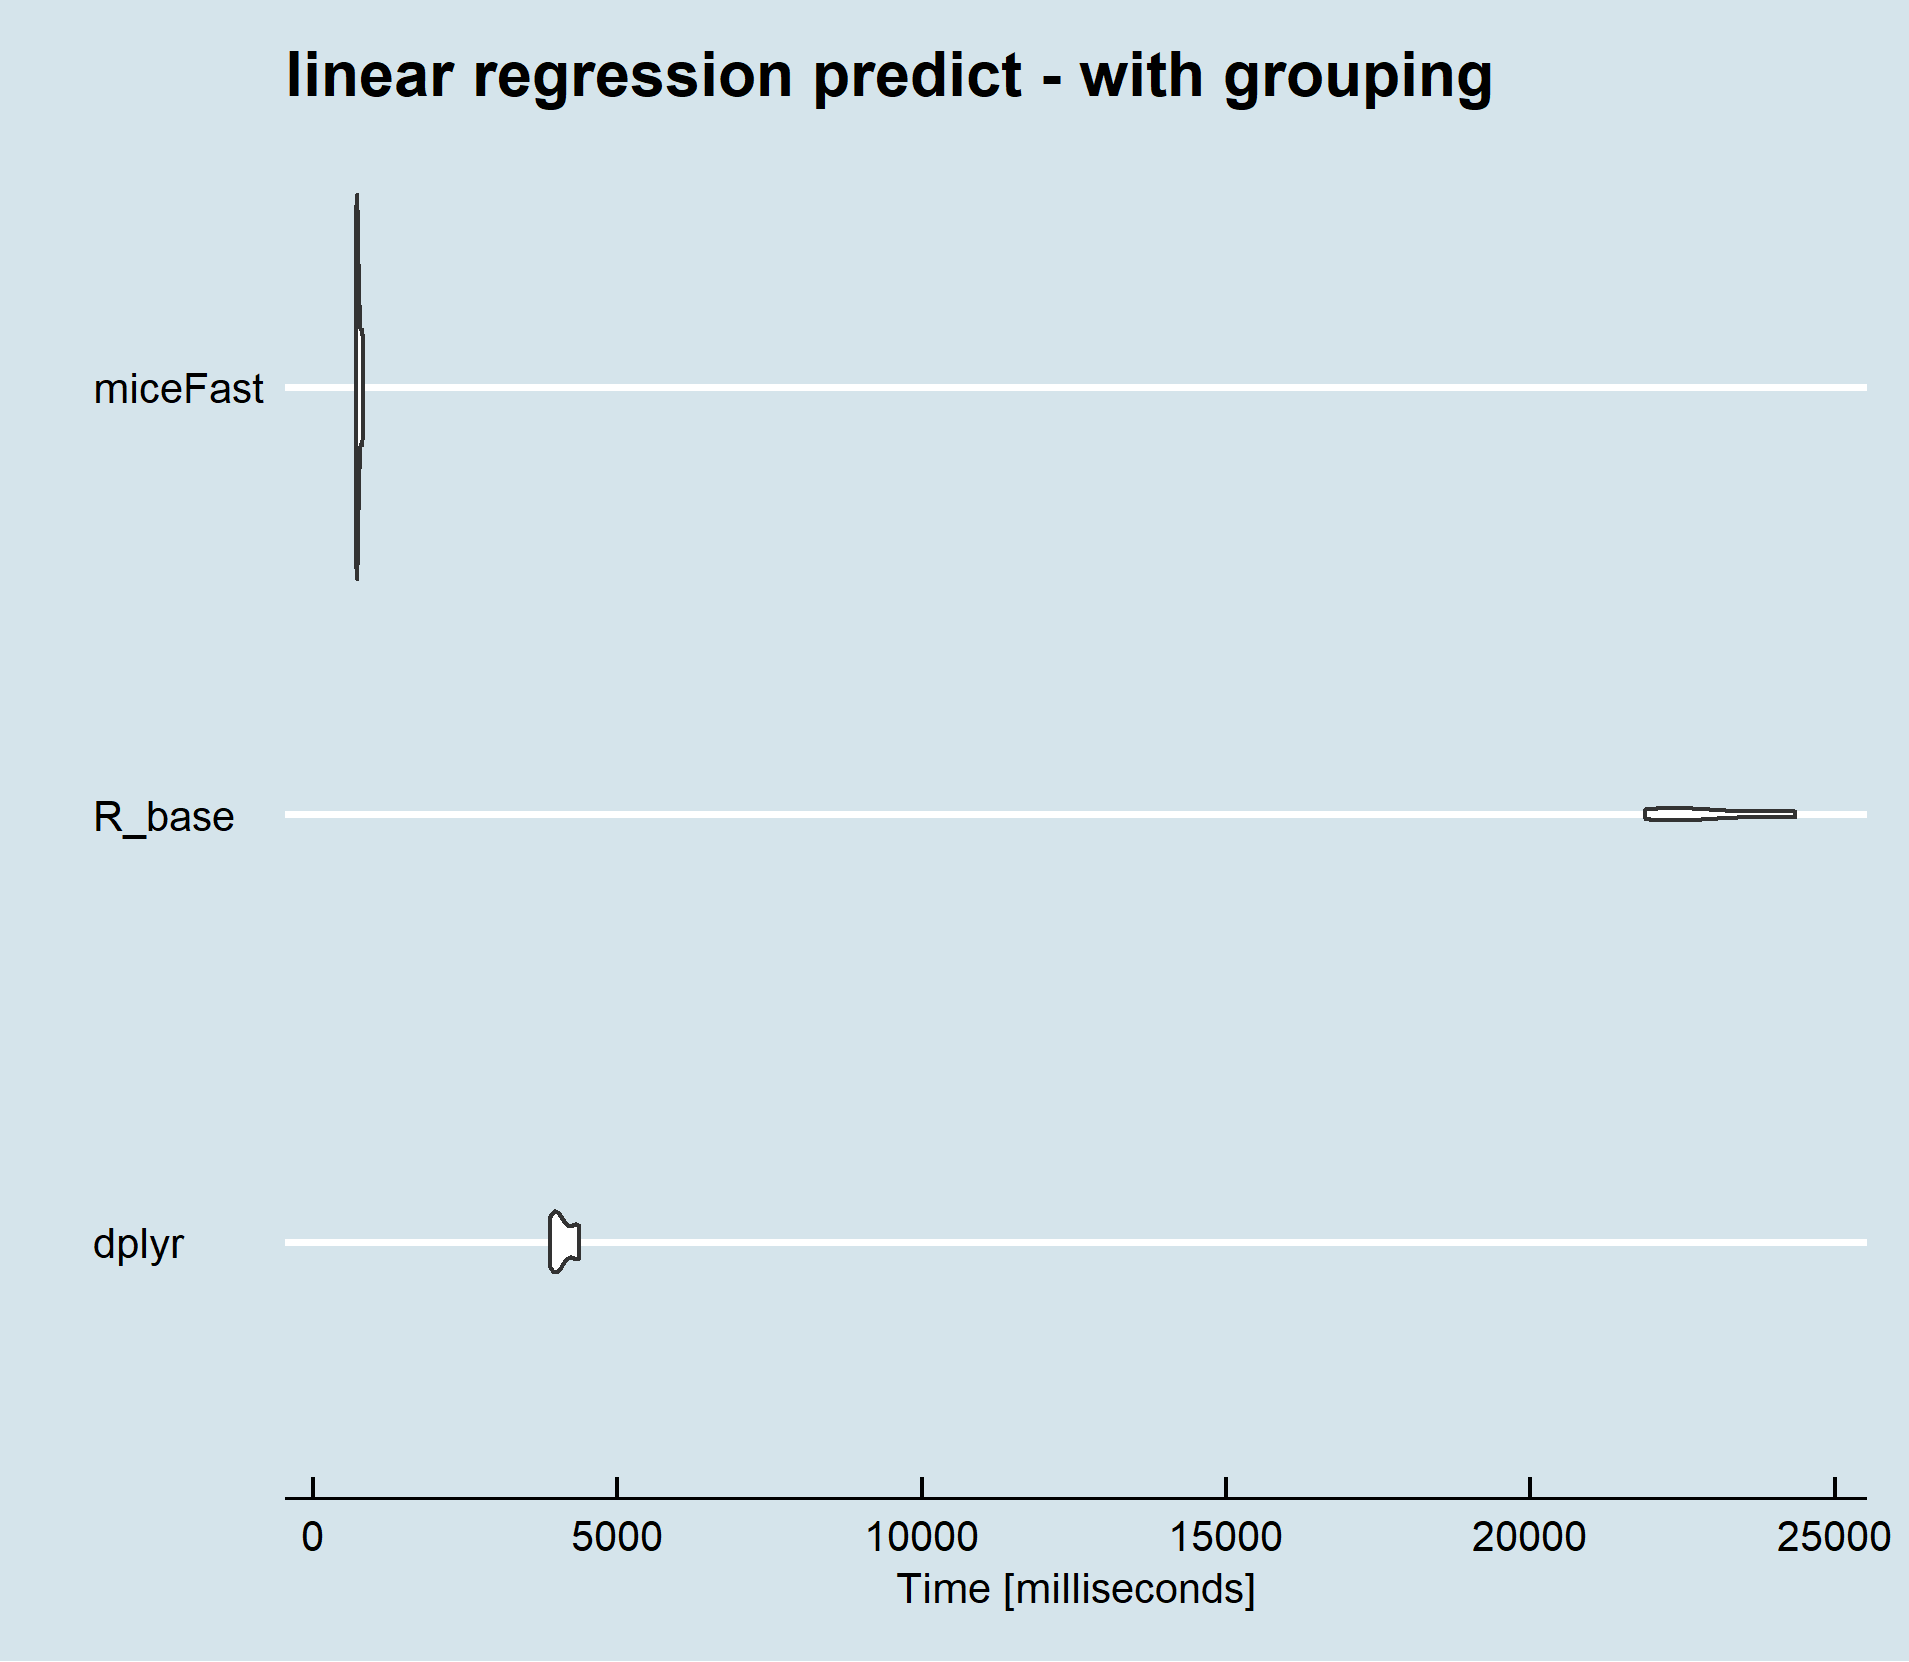 linear regression predict - with grouping
miceFast
R_base
dplyr
0 5000 10000 15000 20000 25000
Time [milliseconds]